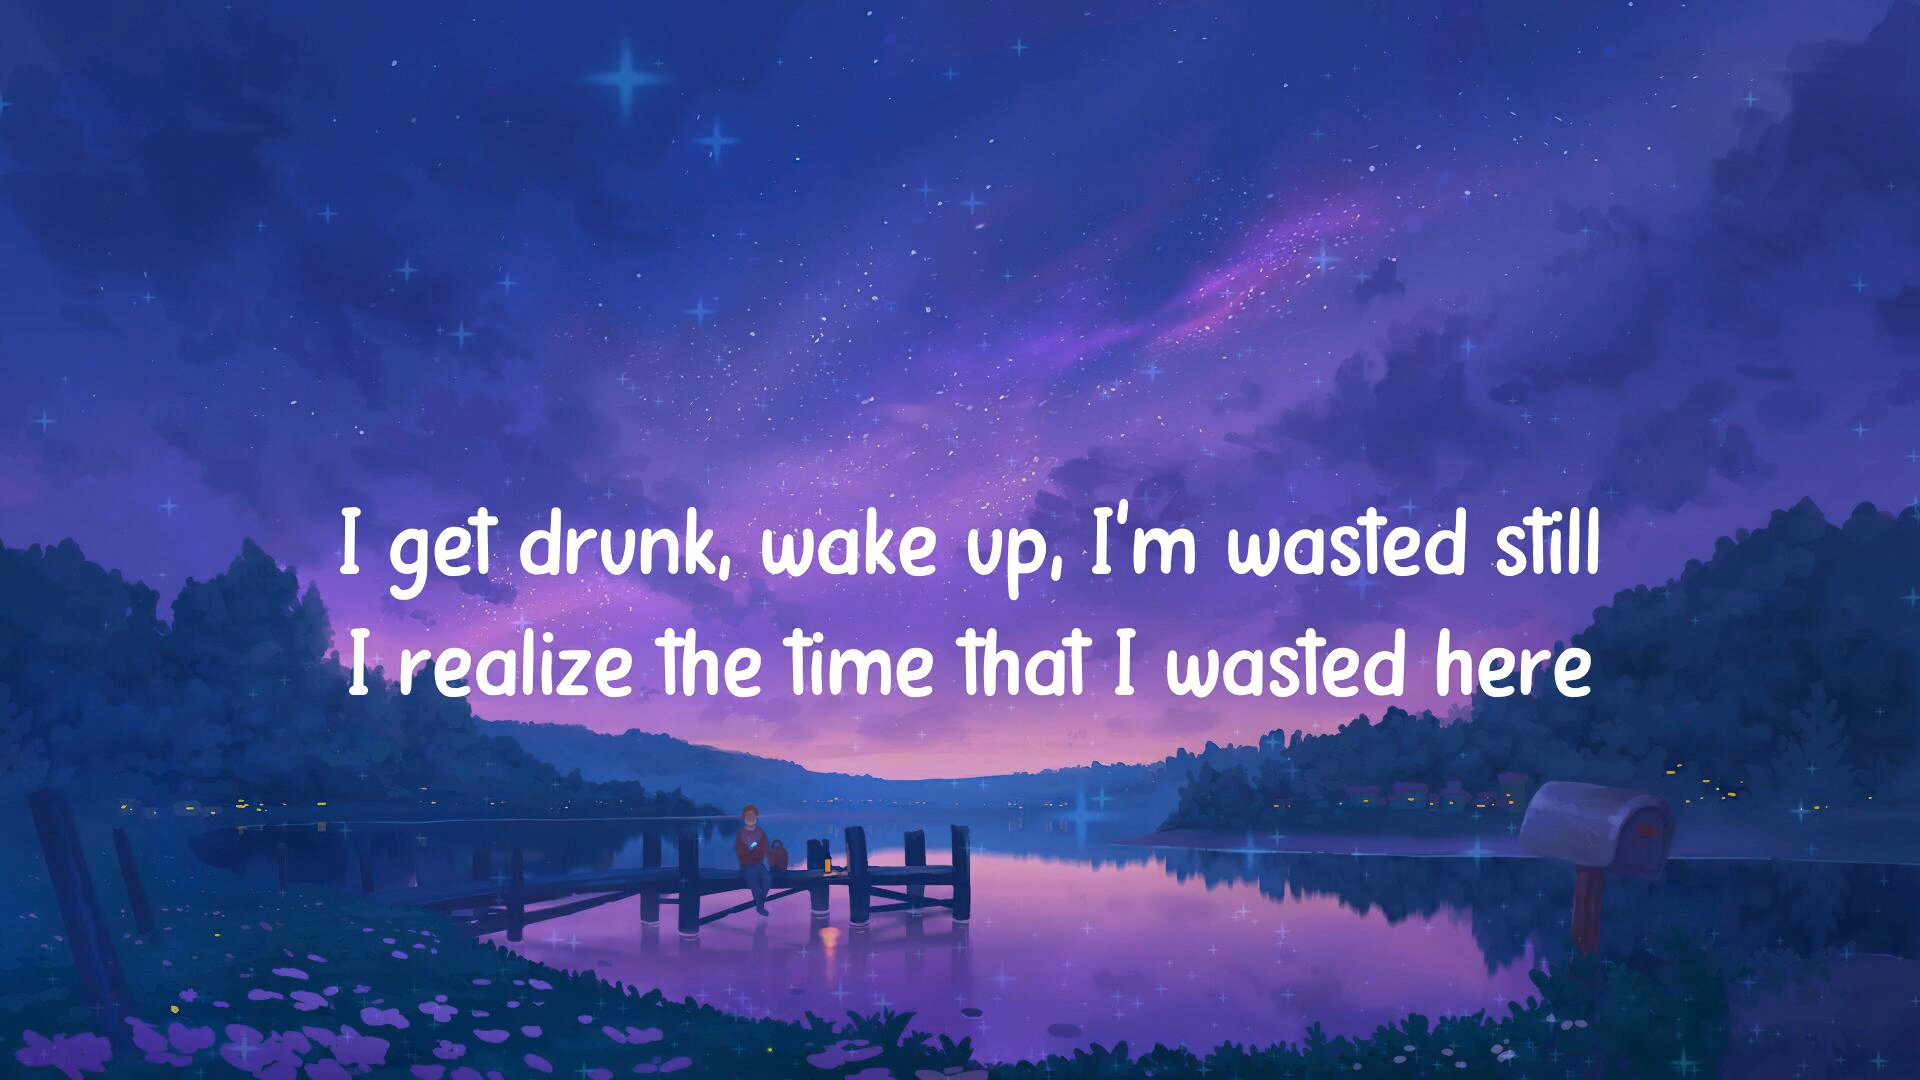 I get drunk, wake up, I'm wasted still
I realize the time that I wasted here